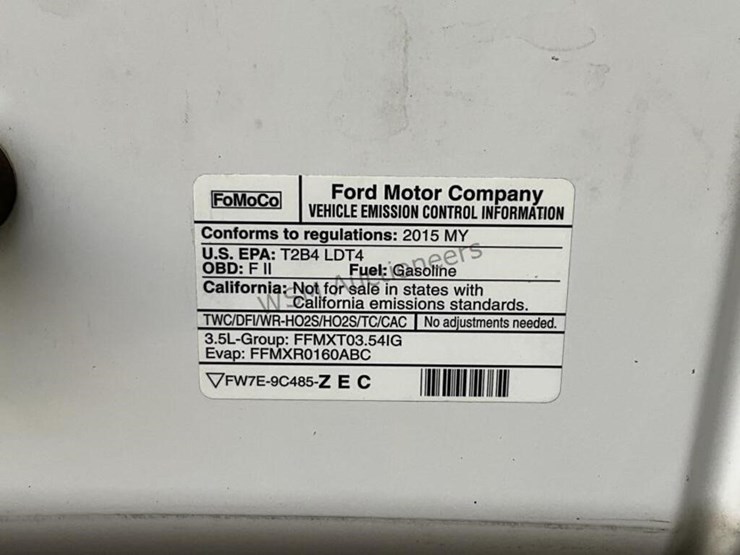 FoMoCo
Ford Motor Company
VEHICLE EMISSION CONTROL INFORMATION
Conforms to regulations: 2015 MY
U.S. EPA: T2B4 LDT4
OBD: F II Fuel: Gasoline
California: Not for sale in states with
California emissions standards.
TWC/DFI/WR-HO2S/HO2S/TC/CAC No adjustments needed.
3.5L-Group: FFMXT03.54IG
Evap: FFMXR0160ABC
▽FW7E-9C485-Z E C
WSM Auctioneers